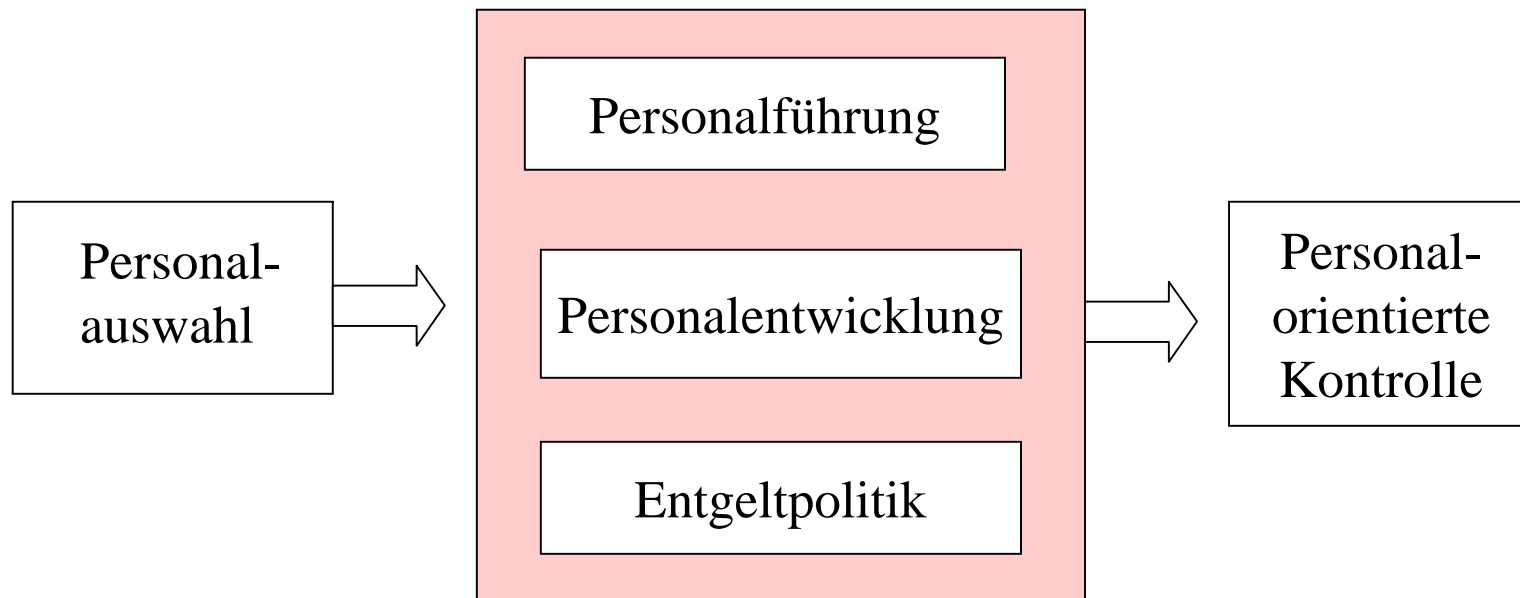 Personal-
auswahl
Personalführung
Personalentwicklung
Entgeltpolitik
Personal-
orientierte
Kontrolle